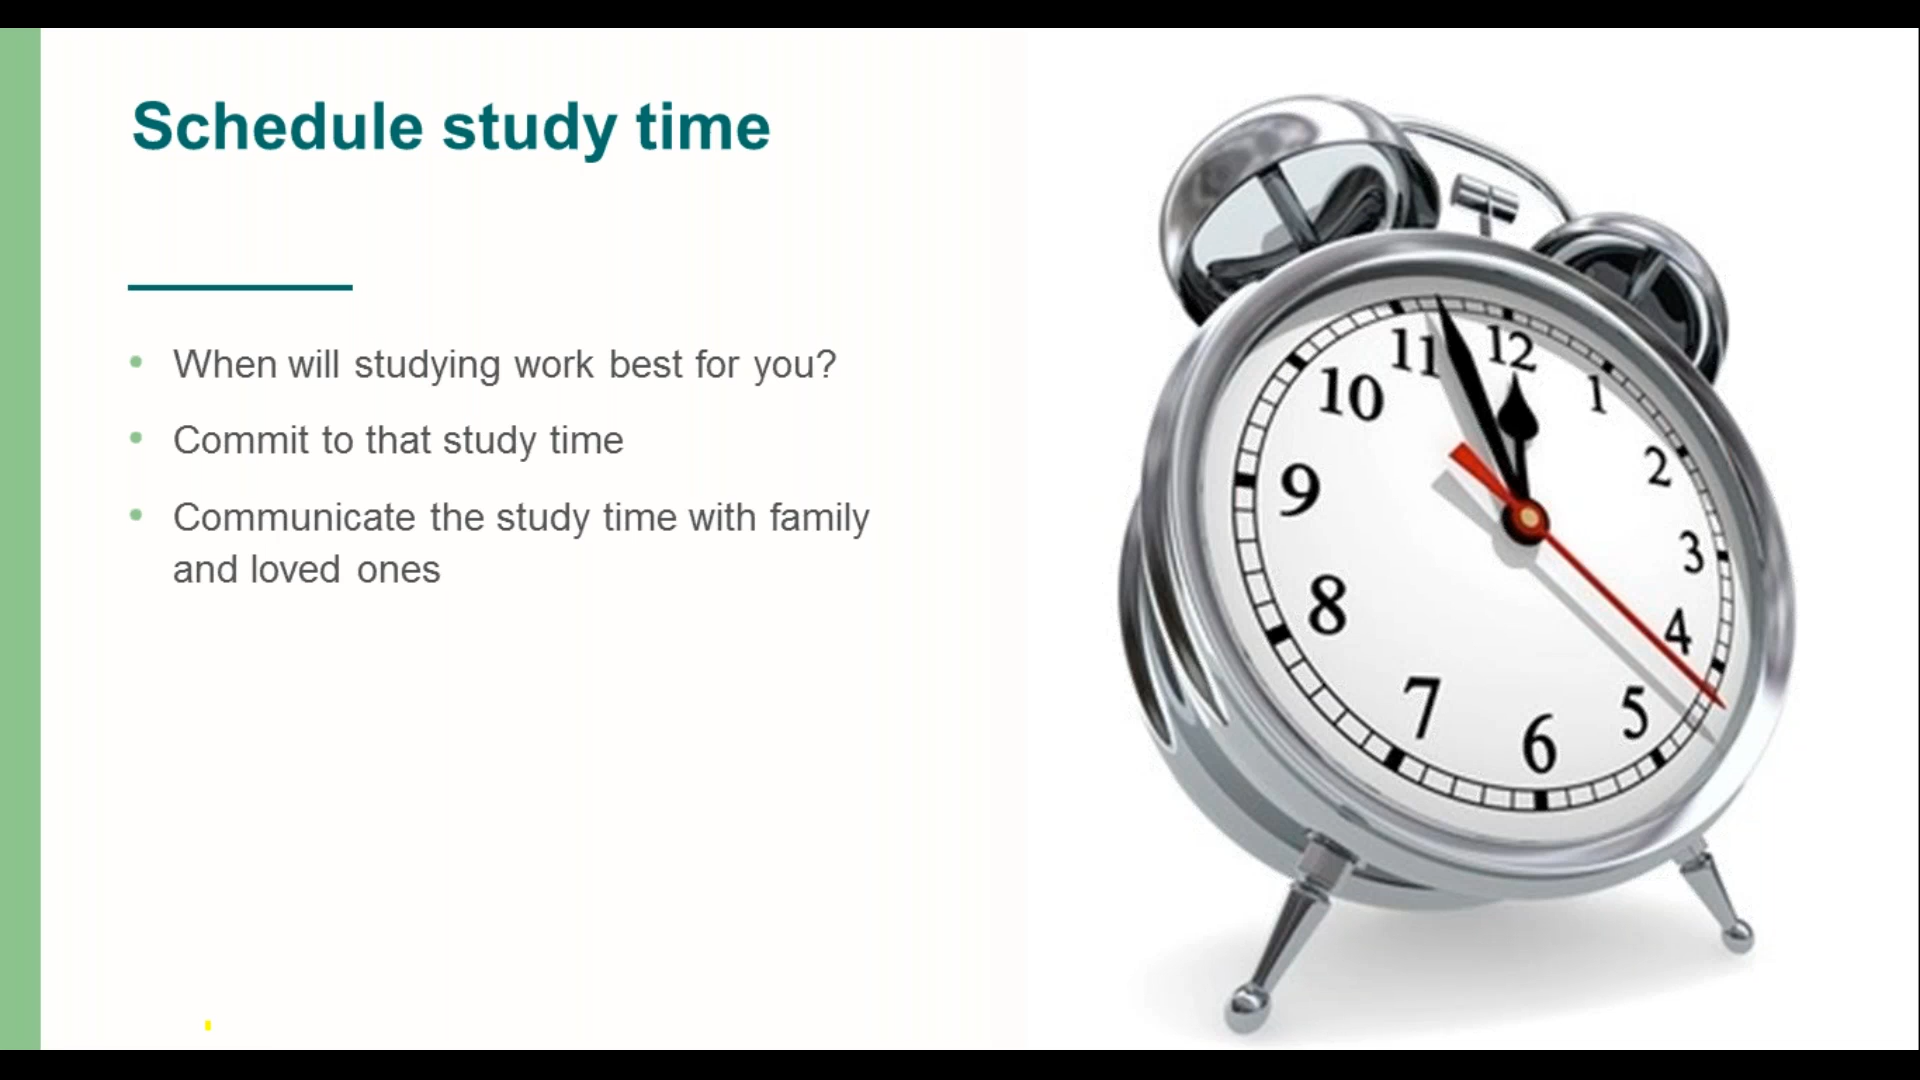 Schedule study time
• When will studying work best for you?
• Commit to that study time
• Communicate the study time with family
and loved ones
12
1
2
3
4
5
6
7
8
9
10
11